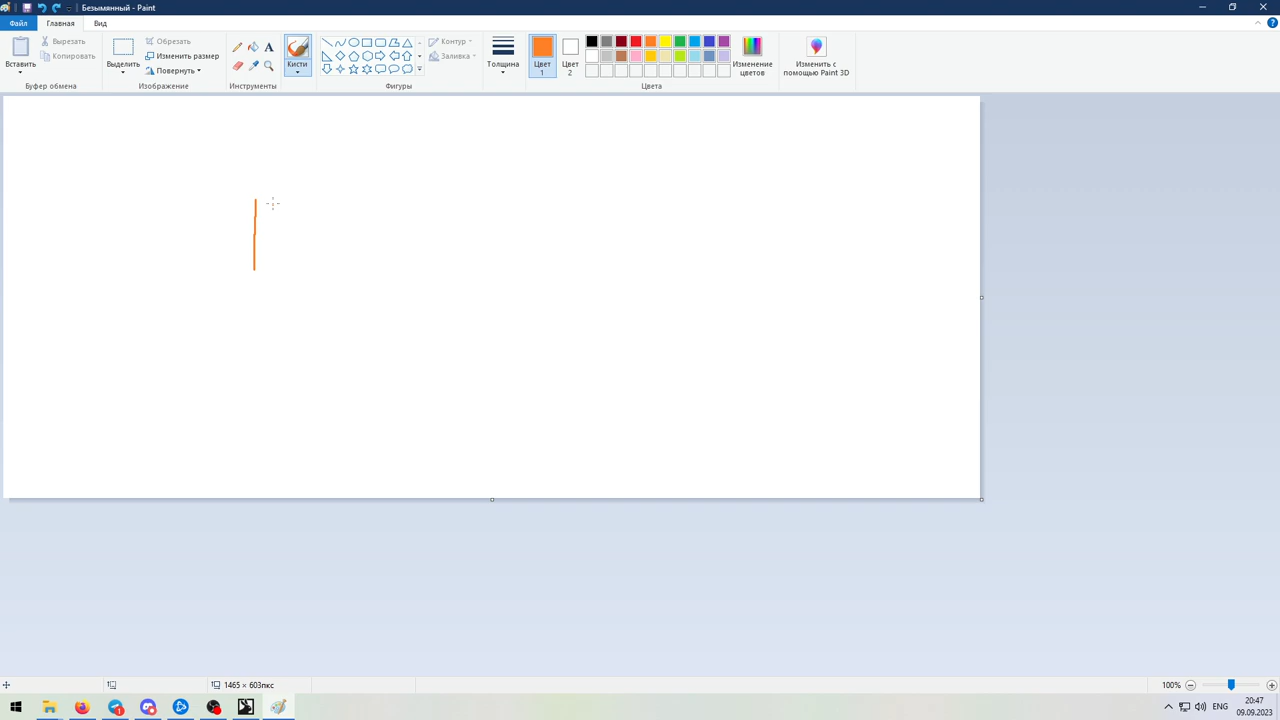 Безымянный - Paint
Файл
Главная
Вид
Вставить
Вырезать
Копировать
Буфер обмена
Выделить
Обрезать
Изменить размер
Повернуть
Изображение
A
Инструменты
Кисти
Фигуры
Контур
Заливка
Толщина
Цвет
1
Цвет
2
Цвета
Изменение
цветов
Изменить с
помощью Paint 3D
1465 × 603пкс
100%
ENG
20:47
09.09.2023